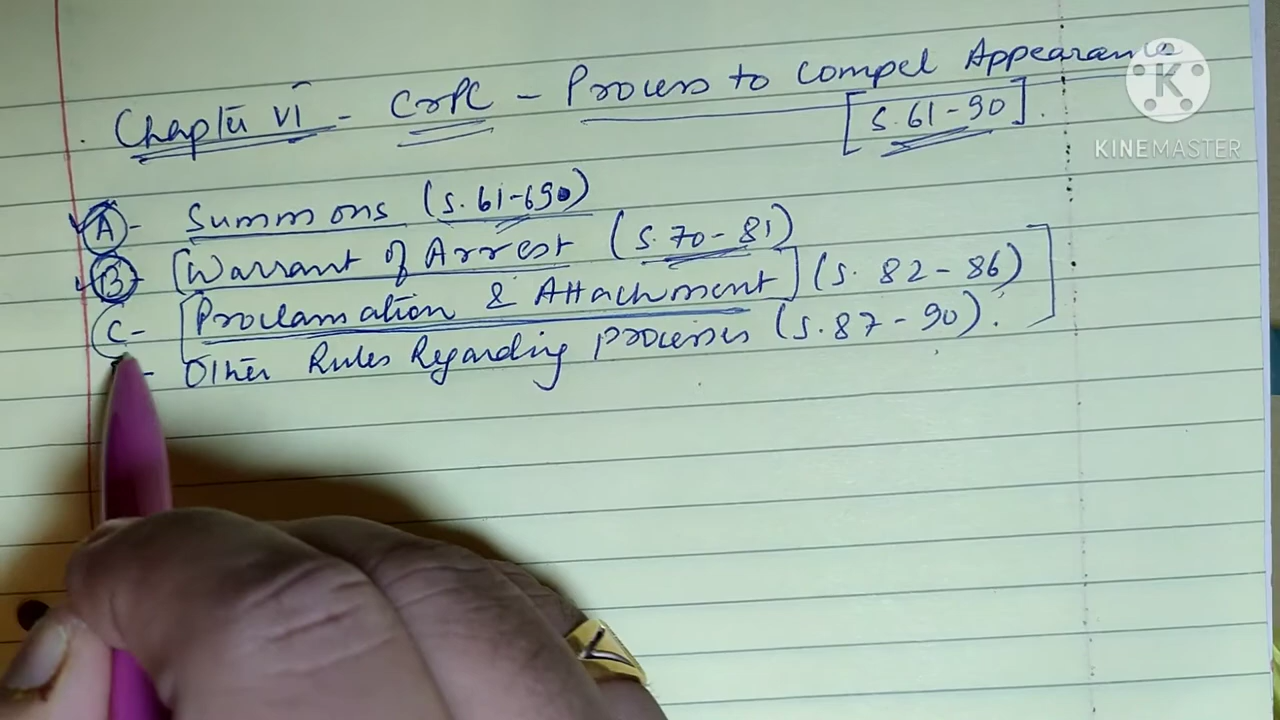 Chapter VI - CrPC - Process to Compel Appearance
[S. 61-90].
A - Summons (S. 61-69)
B - [Warrant of Arrest (S. 70-81)
C - [Proclamation & Attachment] (S. 82-86)
- Other Rules Regarding processes (S. 87-90).
K
KINEMASTER